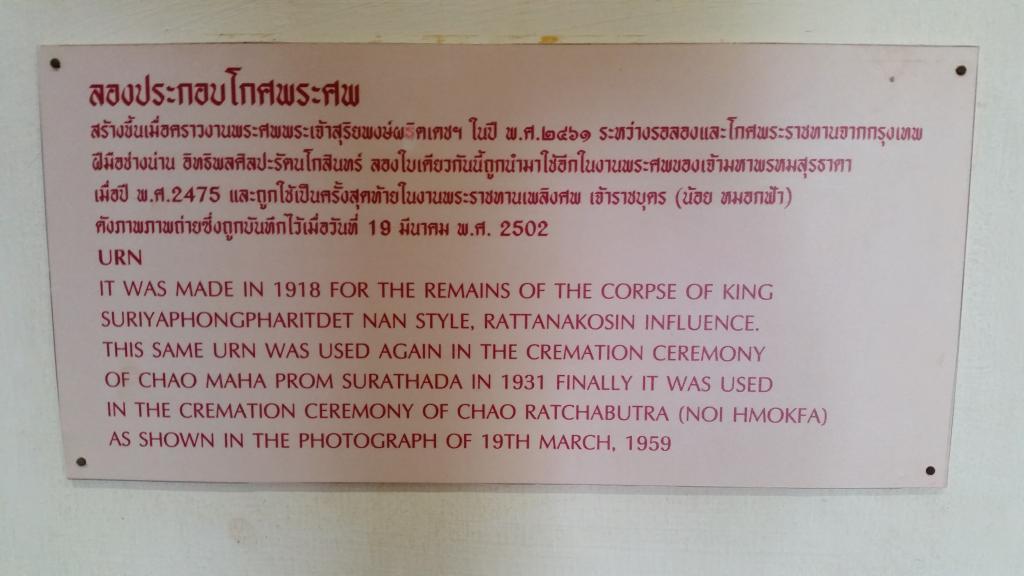 ลองประกอบโกศพระศพ
สร้างขึ้นเมื่อคราวงานพระศพพระเจ้าสุริยพงษ์ผริตเดชฯ ในปี พ.ศ.๒๔๖๑ ระหว่างรอลองและโกศพระราชทานจากกรุงเทพ
ฝีมือช่างน่าน อิทธิพลศิลปะรัตนโกสินทร์ ลองใบเดียวกันนี้ถูกนำมาใช้อีกในงานพระศพของเจ้ามหาพรหมสุรธาดา
เมื่อปี พ.ศ.2475 และถูกใช้เป็นครั้งสุดท้ายในงานพระราชทานเพลิงศพ เจ้าราชบุตร (น้อย หมอกฟ้า)
ดังภาพภาพถ่ายซึ่งถูกบันทึกไว้เมื่อวันที่ 19 มีนาคม พ.ศ. 2502
URN
IT WAS MADE IN 1918 FOR THE REMAINS OF THE CORPSE OF KING
SURIYAPHONGPHARITDET NAN STYLE, RATTANAKOSIN INFLUENCE.
THIS SAME URN WAS USED AGAIN IN THE CREMATION CEREMONY
OF CHAO MAHA PROM SURATHADA IN 1931 FINALLY IT WAS USED
IN THE CREMATION CEREMONY OF CHAO RATCHABUTRA (NOI HMOKFA)
AS SHOWN IN THE PHOTOGRAPH OF 19TH MARCH, 1959